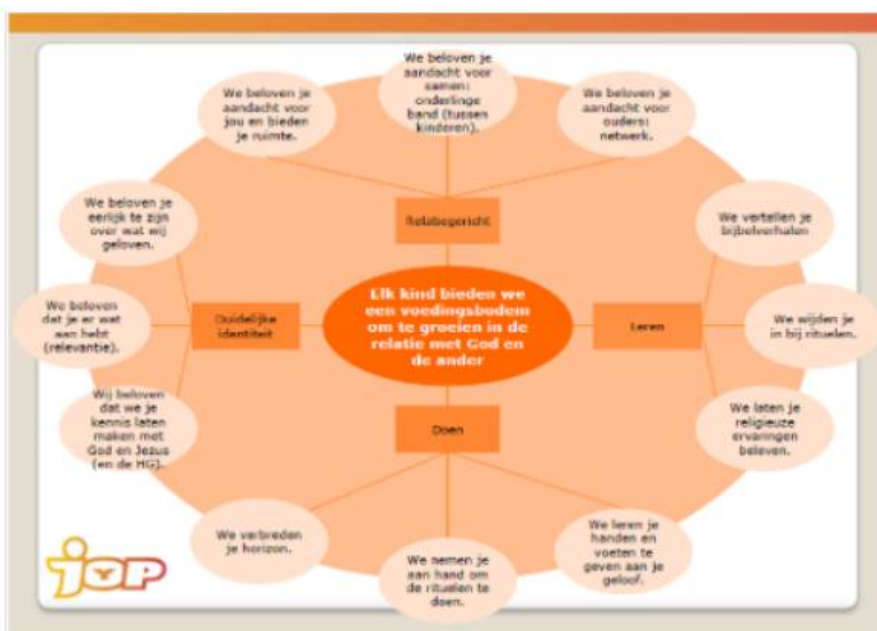 We beloven je
aandacht voor
samen:
onderlinge
band (tussen
kinderen).
We beloven je
aandacht voor
jou en bieden
je ruimte.
We beloven je
aandacht voor
ouders:
netwerk.
We beloven je
eerlijk te zijn
over wat wij
geloven.
Relatiegericht
We vertellen je
bijbelverhalen
We beloven
dat je er wat
aan hebt
(relevantie).
Duidelijke
identiteit
Elk kind bieden we
een voedingsbodem
om te groeien in de
relatie met God en
de ander
Leren
We wijden je
in bij rituelen.
Wij beloven
dat we je
kennis laten
maken met
God en Jezus
(en de HG).
Doen
We laten je
religieuze
ervaringen
beleven.
We verbreden
je horizon.
We nemen je
aan hand om
de rituelen te
doen.
We leren je
handen en
voeten te
geven aan je
geloof.
jop